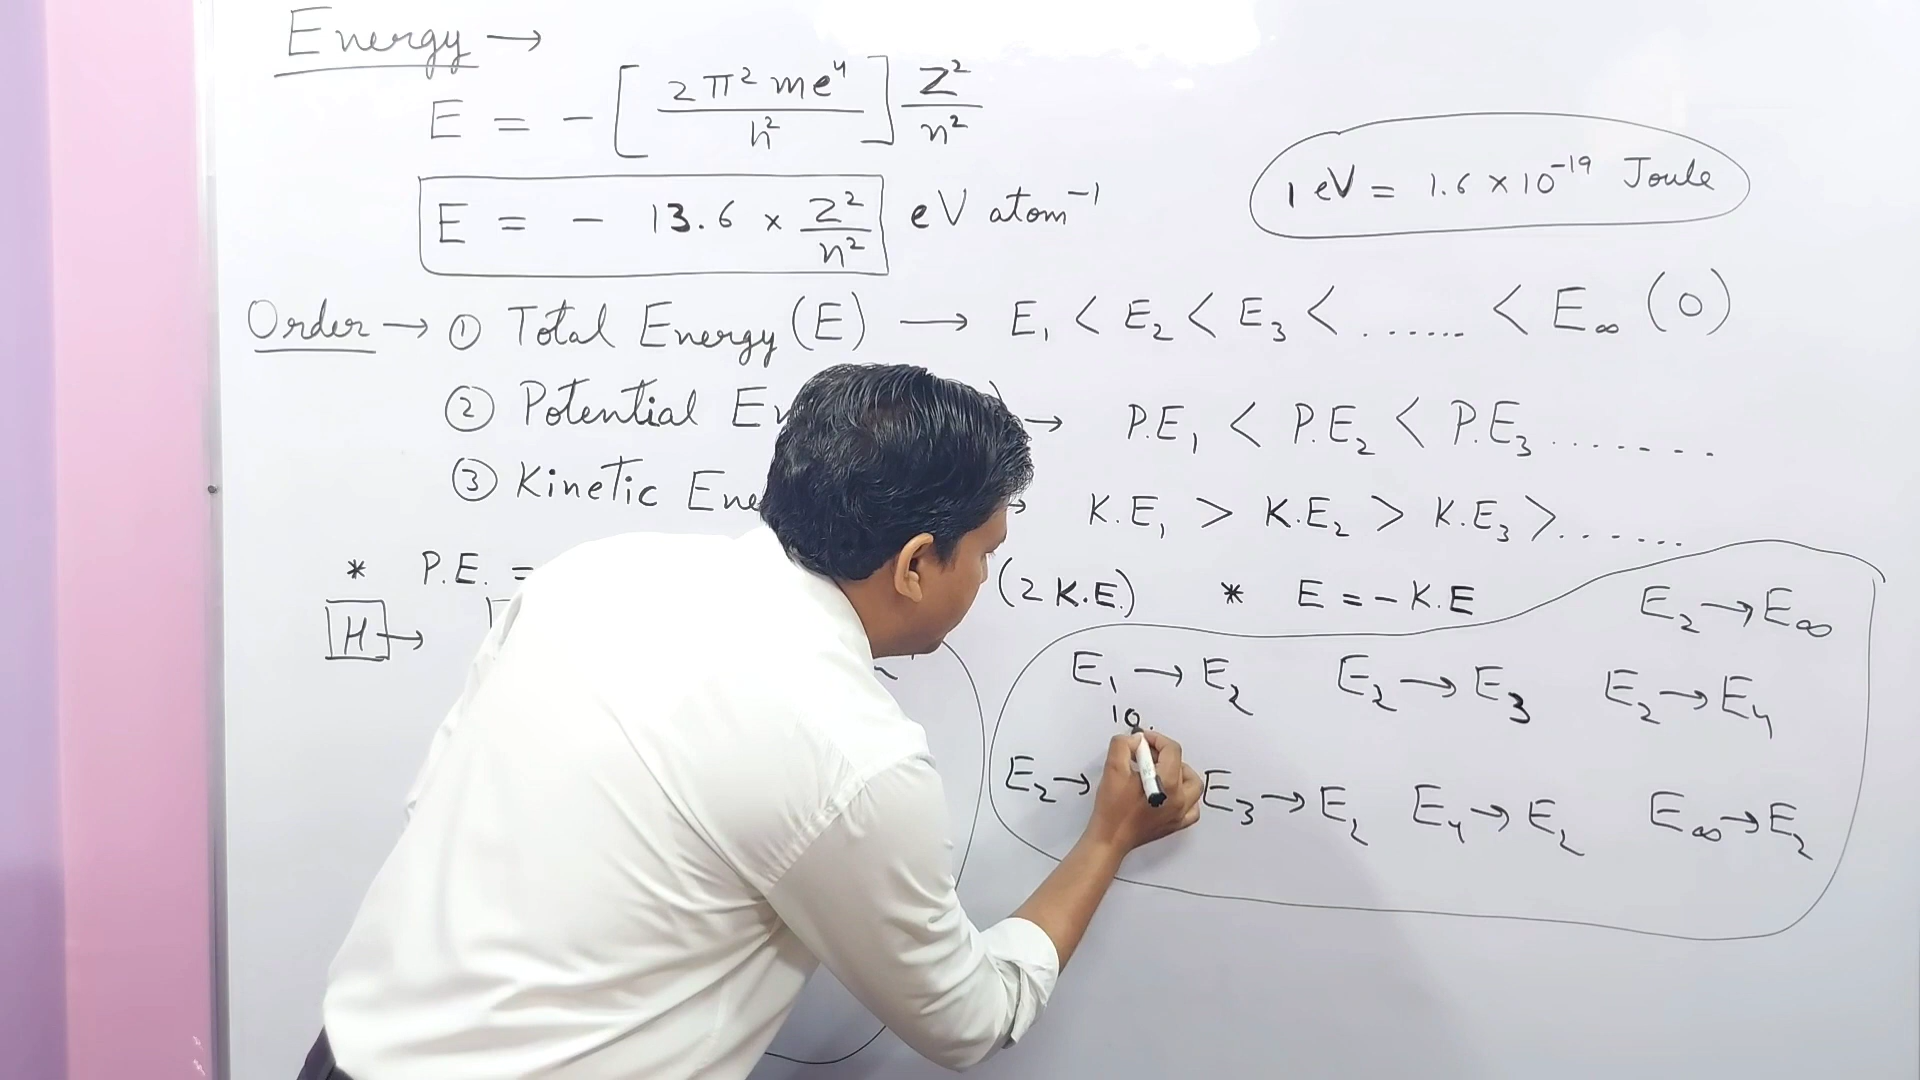 Energy →
E = - [ 2π² me⁴ / h² ] Z² / n²
E = - 13.6 × Z² / n² eV atom⁻¹
1 eV = 1.6 × 10⁻¹⁹ Joule
Order → ① Total Energy (E) → E₁ < E₂ < E₃ < ....... < E∞ (0)
② Potential → P.E₁ < P.E₂ < P.E₃ .......
③ Kinetic → K.E₁ > K.E₂ > K.E₃ > .......
* P.E. = (2 K.E.) * E = - K.E
H →
E₂ → E∞
E₁ → E₂ E₂ → E₃ E₂ → E₄
10.
E₂ → E₃ → E₂ E₄ → E₂ E∞ → E₂